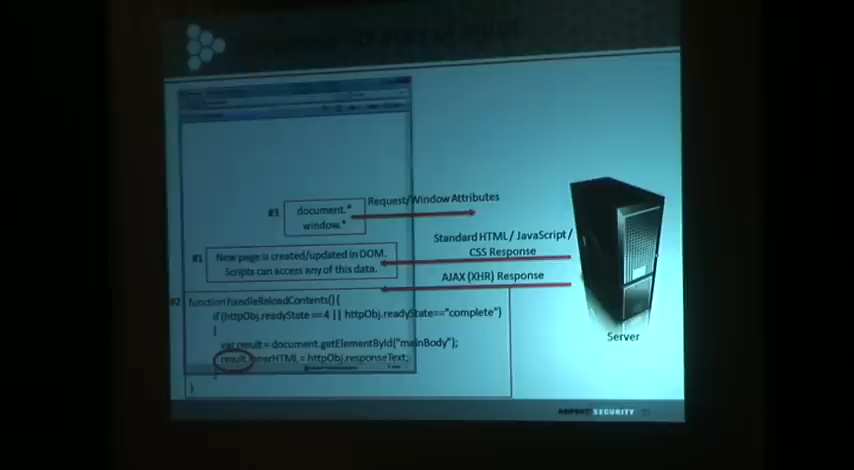 #3
document.*
window.*
Request/Window Attributes
Standard HTML / JavaScript /
CSS Response
#1
New page is created/updated in DOM.
Scripts can access any of this data.
AJAX (XHR) Response
#2
function handleReloadContents() {
if (httpObj.readyState == 4 || httpObj.readyState=="complete")
{
var result = document.getElementById("mainBody");
result.innerHTML = httpObj.responseText;
}
}
Server
SECURITY